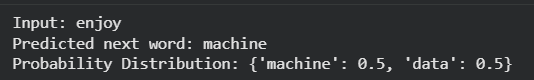 Input: enjoy
Predicted next word: machine
Probability Distribution: {'machine': 0.5, 'data': 0.5}